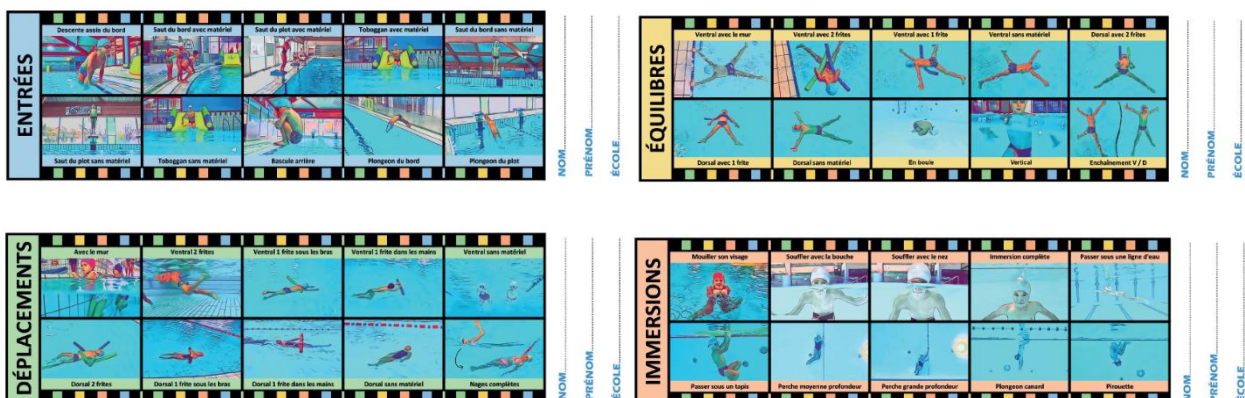 ENTRÉES
Descente assis du bord
Saut du bord avec matériel
Saut du plot avec matériel
Toboggan avec matériel
Saut du bord sans matériel
Saut du plot sans matériel
Toboggan sans matériel
Bascule arrière
Plongeon du bord
Plongeon du plot
NOM
PRÉNOM
ÉCOLE
ÉQUILIBRES
Ventral avec le mur
Ventral avec 2 frites
Ventral avec 1 frite
Ventral sans matériel
Dorsal avec 2 frites
Dorsal avec 1 frite
Dorsal sans matériel
En boule
Vertical
Enchaînement V / D
NOM
PRÉNOM
ÉCOLE
DÉPLACEMENTS
Avec le mur
Ventral 2 frites
Ventral 1 frite sous les bras
Ventral 1 frite dans les mains
Ventral sans matériel
Dorsal 2 frites
Dorsal 1 frite sous les bras
Dorsal 1 frite dans les mains
Dorsal sans matériel
Nages complètes
NOM
PRÉNOM
ÉCOLE
IMMERSIONS
Mouiller son visage
Souffler avec la bouche
Souffler avec le nez
Immersion complète
Passer sous une ligne d'eau
Passer sous un tapis
Perche moyenne profondeur
Perche grande profondeur
Plongeon canard
Pirouette
NOM
PRÉNOM
ÉCOLE